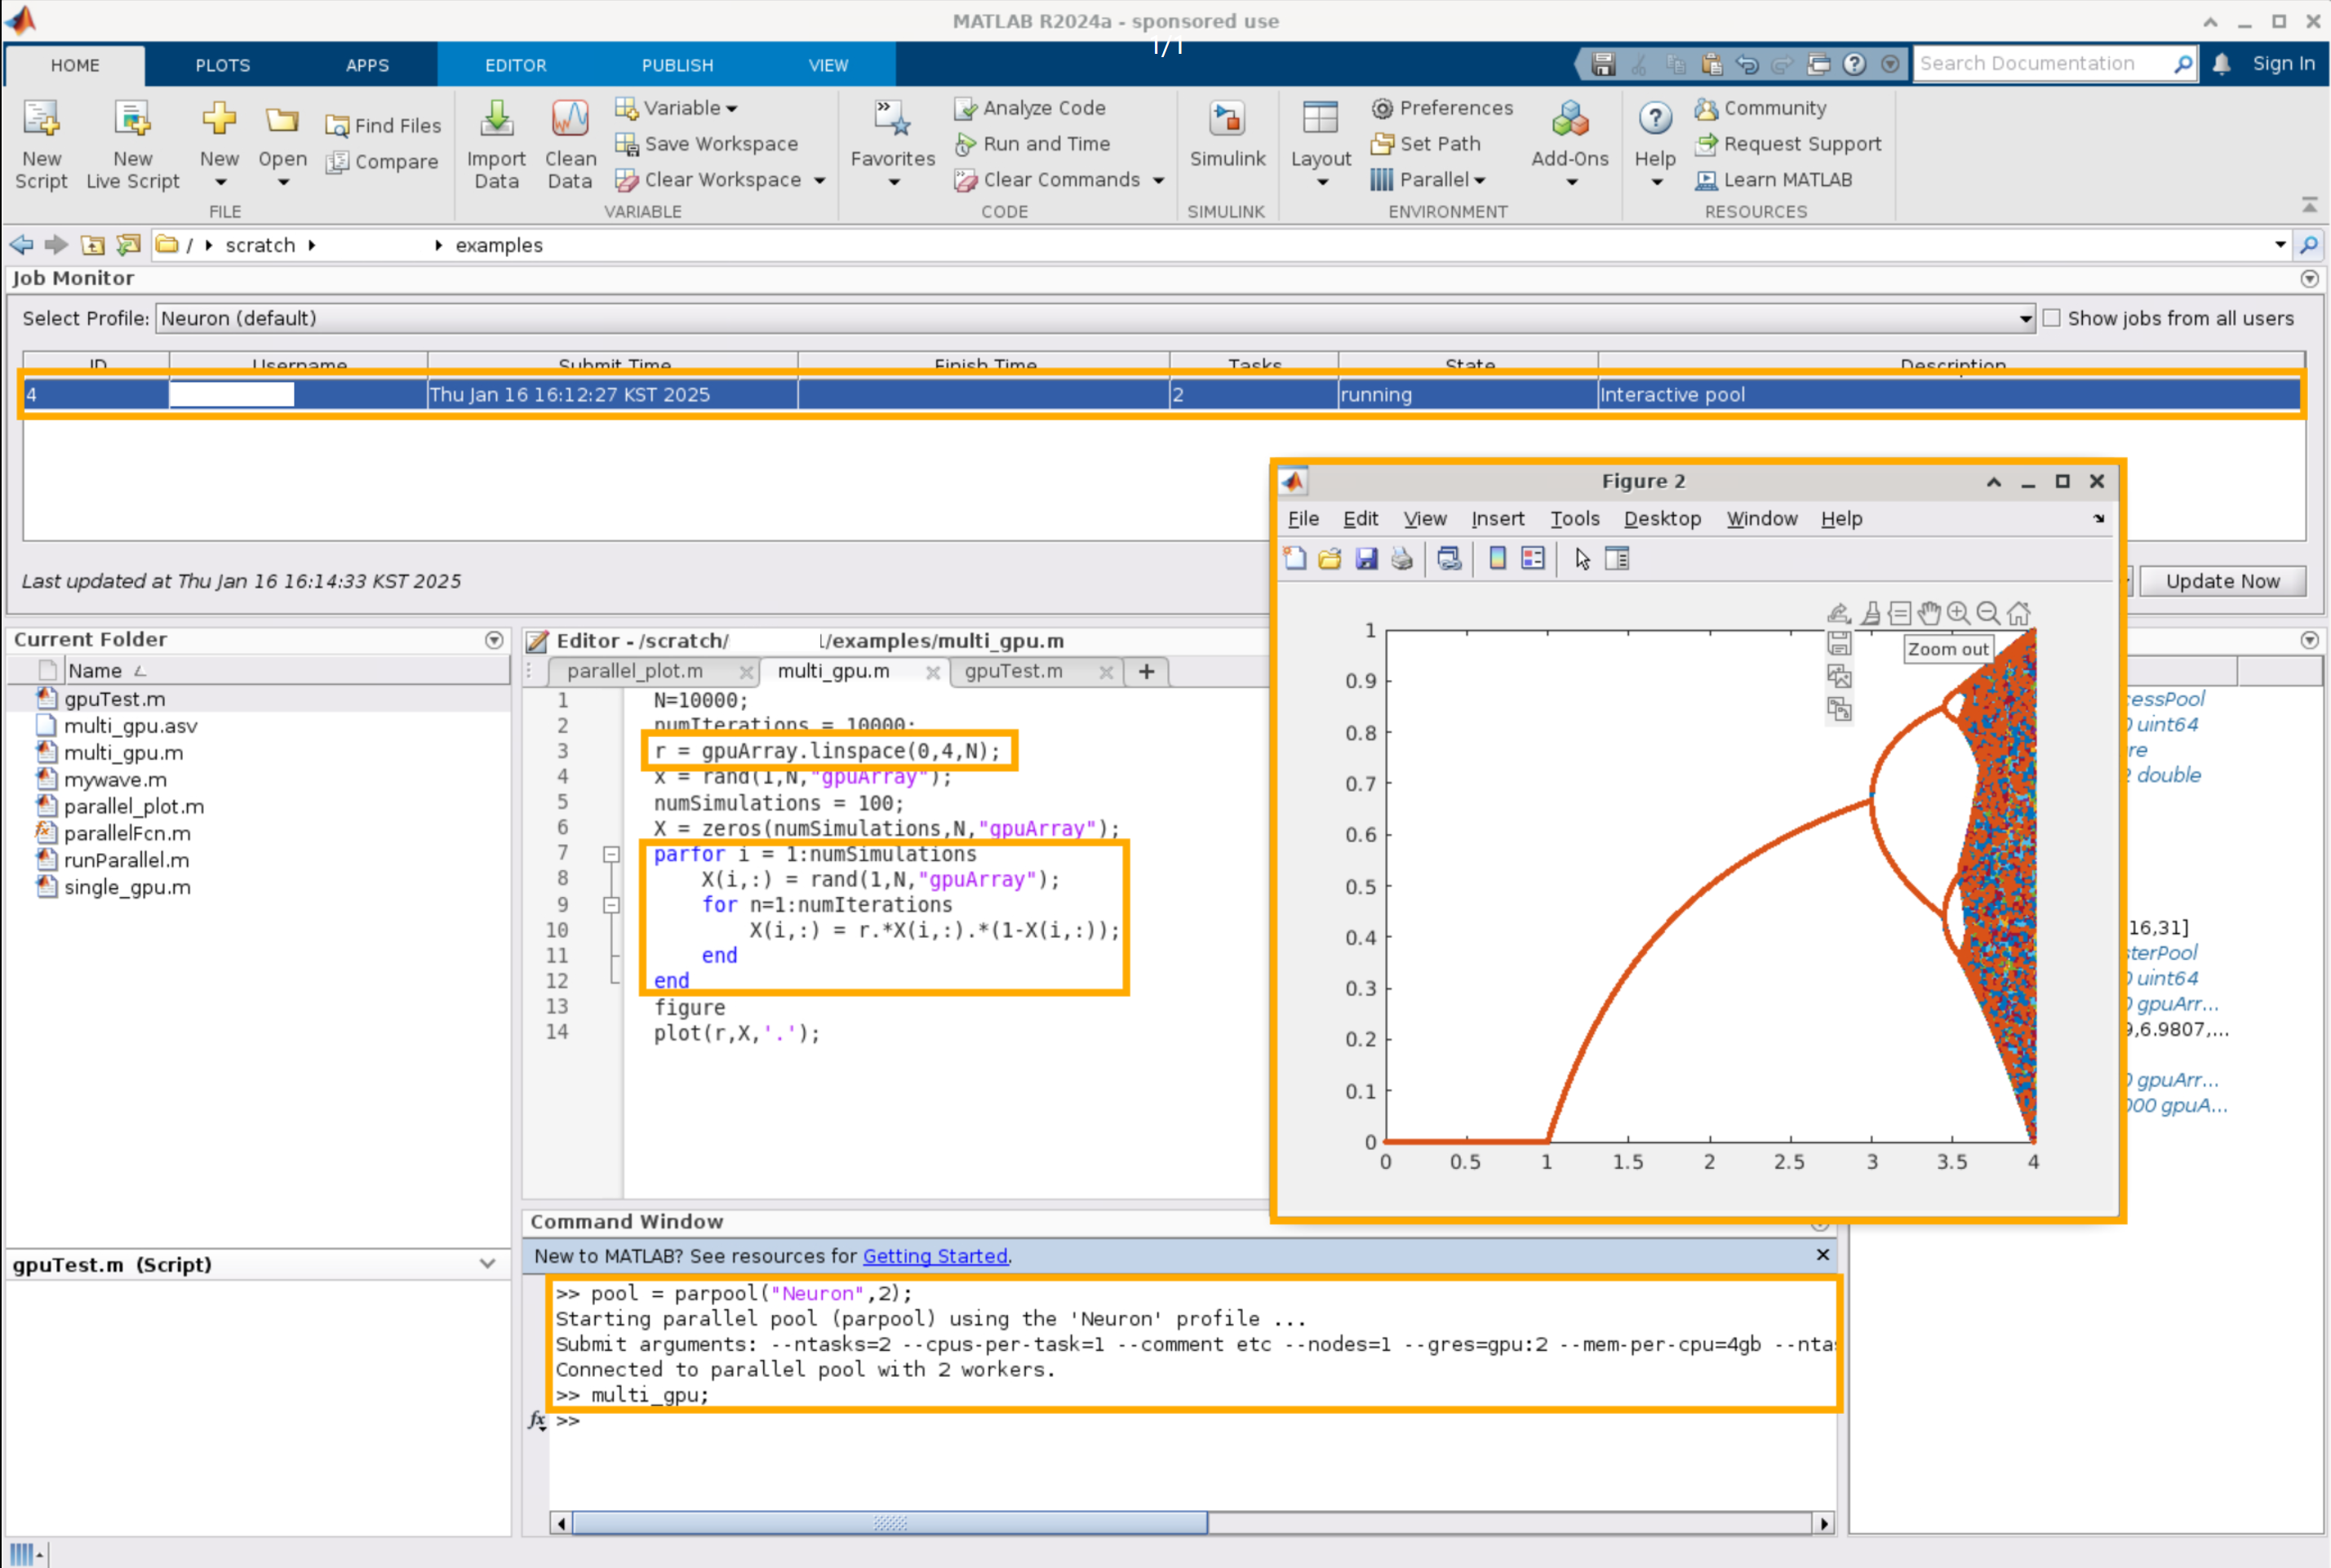 MATLAB R2024a - sponsored use
1/1
HOME PLOTS APPS EDITOR PUBLISH VIEW Search Documentation Sign In
New Script
New Live Script
New
Open
Find Files
Compare
FILE
Import Data
Clean Data
Variable
Save Workspace
Clear Workspace
VARIABLE
Favorites
Analyze Code
Run and Time
Clear Commands
CODE
Simulink
SIMULINK
Layout
Preferences
Set Path
Parallel
Add-Ons
ENVIRONMENT
Help
Community
Request Support
Learn MATLAB
RESOURCES
/ scratch examples
Job Monitor
Select Profile: Neuron (default) Show jobs from all users
ID Username Submit Time Finish Time Tasks State Description
4 Thu Jan 16 16:12:27 KST 2025 2 running Interactive pool
Last updated at Thu Jan 16 16:14:33 KST 2025
Update Now
Current Folder
Name
gpuTest.m
multi_gpu.asv
multi_gpu.m
mywave.m
parallel_plot.m
parallelFcn.m
runParallel.m
single_gpu.m
gpuTest.m (Script)
Editor - /scratch/ /examples/multi_gpu.m
parallel_plot.m multi_gpu.m gpuTest.m +
1 N=10000;
2 numIterations = 10000;
3 r = gpuArray.linspace(0,4,N);
4 x = rand(1,N,"gpuArray");
5 numSimulations = 100;
6 X = zeros(numSimulations,N,"gpuArray");
7 parfor i = 1:numSimulations
8 X(i,:) = rand(1,N,"gpuArray");
9 for n=1:numIterations
10 X(i,:) = r.*X(i,:).*(1-X(i,:));
11 end
12 end
13 figure
14 plot(r,X,'.');
Figure 2
File Edit View Insert Tools Desktop Window Help
Zoom out
1
0.9
0.8
0.7
0.6
0.5
0.4
0.3
0.2
0.1
0
0 0.5 1 1.5 2 2.5 3 3.5 4
uint64
double
16,31]
uint64
gpuArr...
9,6.9807,...
gpuArr...
gpuA...
Command Window
New to MATLAB? See resources for Getting Started.
>> pool = parpool("Neuron",2);
Starting parallel pool (parpool) using the 'Neuron' profile ...
Submit arguments: --ntasks=2 --cpus-per-task=1 --comment etc --nodes=1 --gres=gpu:2 --mem-per-cpu=4gb --nta
Connected to parallel pool with 2 workers.
>> multi_gpu;
fx >>